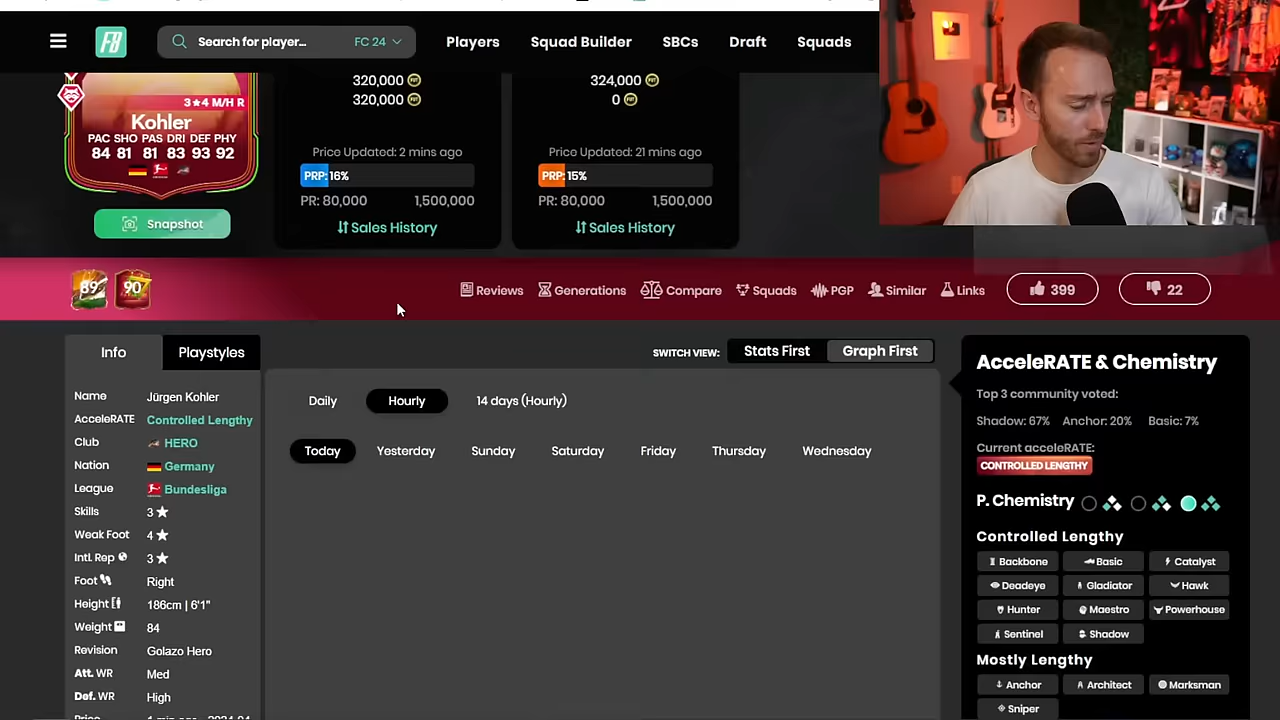 FB
Search for player...
FC 24
Players
Squad Builder
SBCs
Draft
Squads
3★4 M/H R
Kohler
PAC SHO PAS DRI DEF PHY
84 81 81 83 93 92
Snapshot
320,000
320,000
Price Updated: 2 mins ago
PRP: 16%
PR: 80,000 1,500,000
Sales History
324,000
0
Price Updated: 21 mins ago
PRP: 15%
PR: 80,000 1,500,000
Sales History
89
90
Reviews
Generations
Compare
Squads
PGP
Similar
Links
399
22
Info
Playstyles
Name Jürgen Kohler
AcceleRATE Controlled Lengthy
Club HERO
Nation Germany
League Bundesliga
Skills 3★
Weak Foot 4★
Intl. Rep 3★
Foot Right
Height 186cm | 6'1"
Weight 84
Revision Golazo Hero
Att. WR Med
Def. WR High
SWITCH VIEW: Stats First Graph First
Daily Hourly 14 days (Hourly)
Today Yesterday Sunday Saturday Friday Thursday Wednesday
AcceleRATE & Chemistry
Top 3 community voted:
Shadow: 67% Anchor: 20% Basic: 7%
Current acceleRATE:
CONTROLLED LENGTHY
P. Chemistry
Controlled Lengthy
Backbone Basic Catalyst
Deadeye Gladiator Hawk
Hunter Maestro Powerhouse
Sentinel Shadow
Mostly Lengthy
Anchor Architect Marksman
Sniper